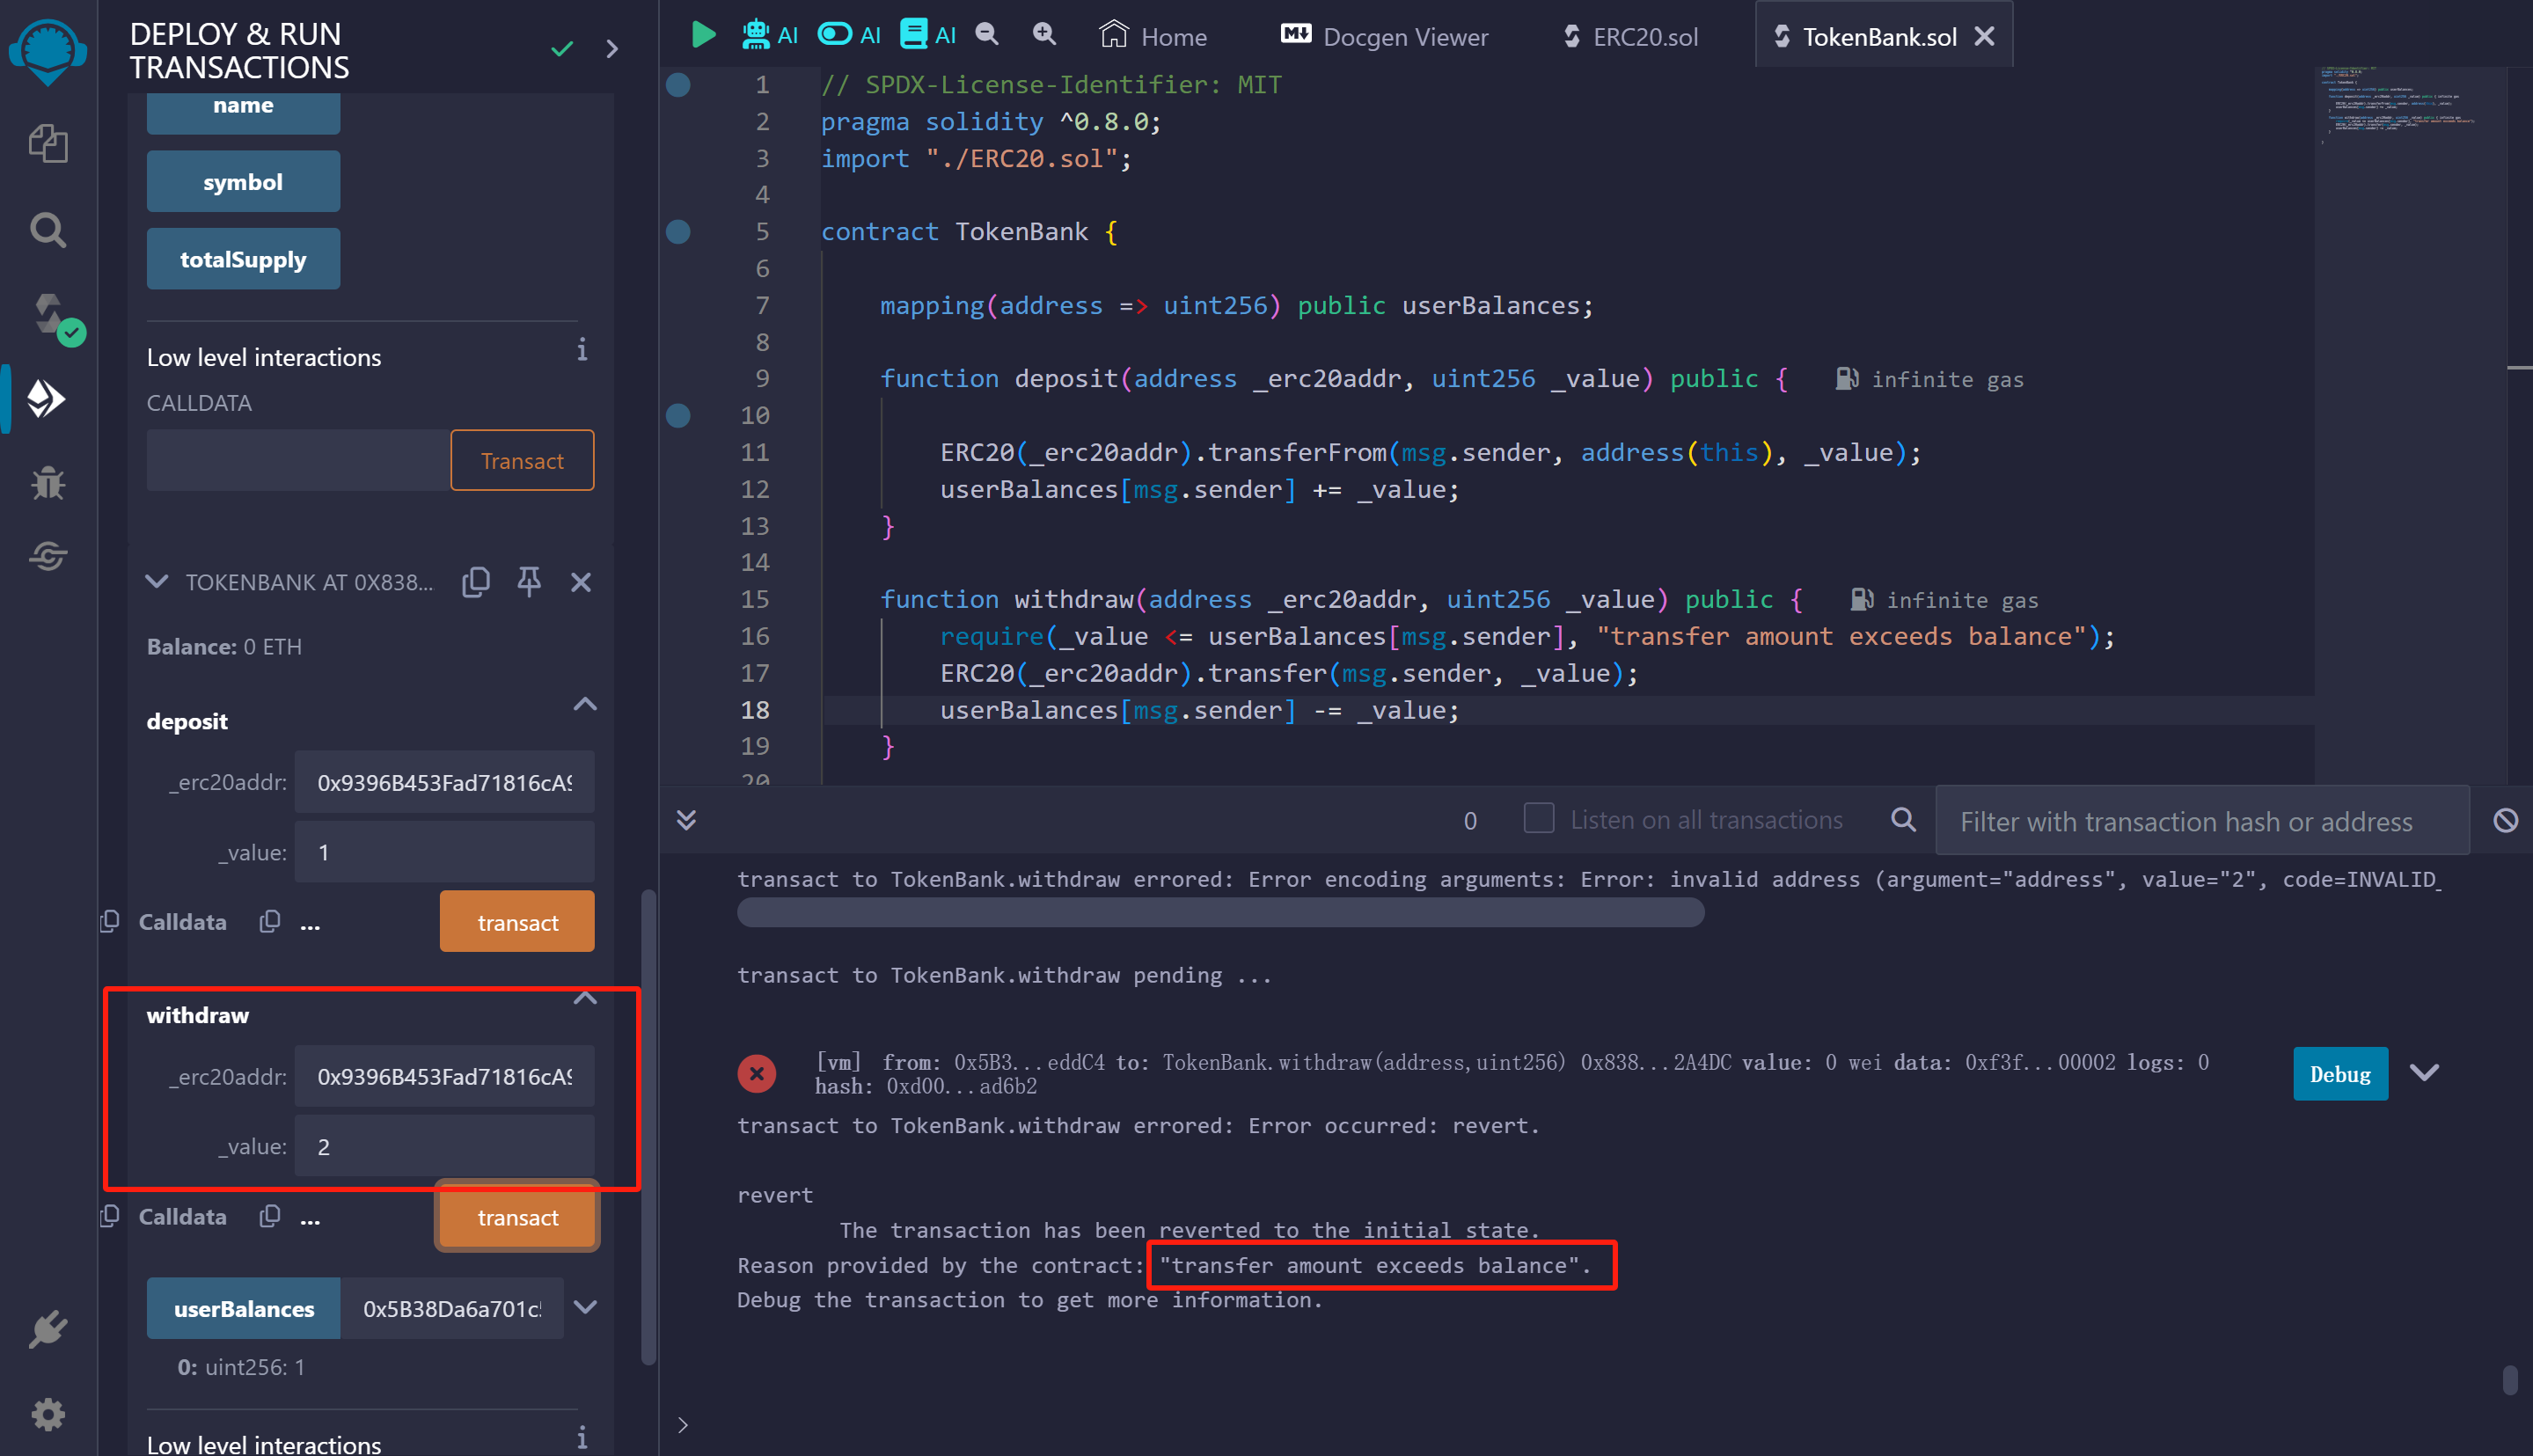 DEPLOY & RUN
TRANSACTIONS
name
symbol
totalSupply
Low level interactions
i
CALLDATA
Transact
TOKENBANK AT 0X838...
Balance: 0 ETH
deposit
_erc20addr: 0x9396B453Fad71816cA9
_value: 1
Calldata ... transact
withdraw
_erc20addr: 0x9396B453Fad71816cA9
_value: 2
Calldata ... transact
userBalances 0x5B38Da6a701c5
0: uint256: 1
Low level interactions
i
AI AI AI Home Docgen Viewer ERC20.sol TokenBank.sol
1 // SPDX-License-Identifier: MIT
2 pragma solidity ^0.8.0;
3 import "./ERC20.sol";
4
5 contract TokenBank {
6
7 mapping(address => uint256) public userBalances;
8
9 function deposit(address _erc20addr, uint256 _value) public { infinite gas
10
11 ERC20(_erc20addr).transferFrom(msg.sender, address(this), _value);
12 userBalances[msg.sender] += _value;
13 }
14
15 function withdraw(address _erc20addr, uint256 _value) public { infinite gas
16 require(_value <= userBalances[msg.sender], "transfer amount exceeds balance");
17 ERC20(_erc20addr).transfer(msg.sender, _value);
18 userBalances[msg.sender] -= _value;
19 }
20
0 Listen on all transactions Filter with transaction hash or address
transact to TokenBank.withdraw errored: Error encoding arguments: Error: invalid address (argument="address", value="2", code=INVALID_
transact to TokenBank.withdraw pending ...
[vm] from: 0x5B3...eddC4 to: TokenBank.withdraw(address,uint256) 0x838...2A4DC value: 0 wei data: 0xf3f...00002 logs: 0
hash: 0xd00...ad6b2
Debug
transact to TokenBank.withdraw errored: Error occurred: revert.
revert
The transaction has been reverted to the initial state.
Reason provided by the contract: "transfer amount exceeds balance".
Debug the transaction to get more information.
>